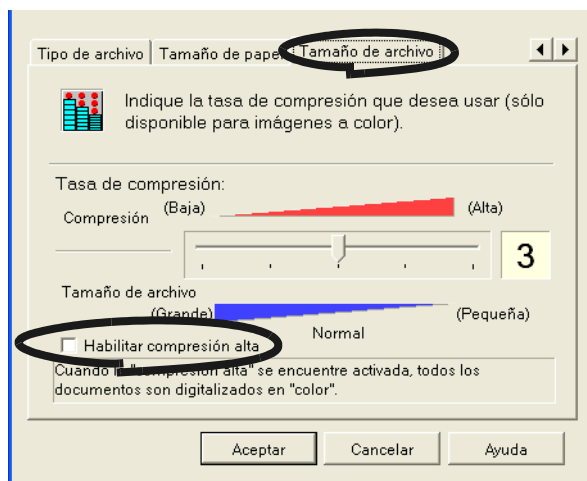 Tipo de archivo Tamaño de papel Tamaño de archivo
Indique la tasa de compresión que desea usar (sólo
disponible para imágenes a color).
Tasa de compresión:
Compresión (Baja) (Alta)
3
Tamaño de archivo
(Grande) Normal (Pequeña)
Habilitar compresión alta
Cuando la "compresión alta" se encuentre activada, todos los
documentos son digitalizados en "color".
Aceptar Cancelar Ayuda